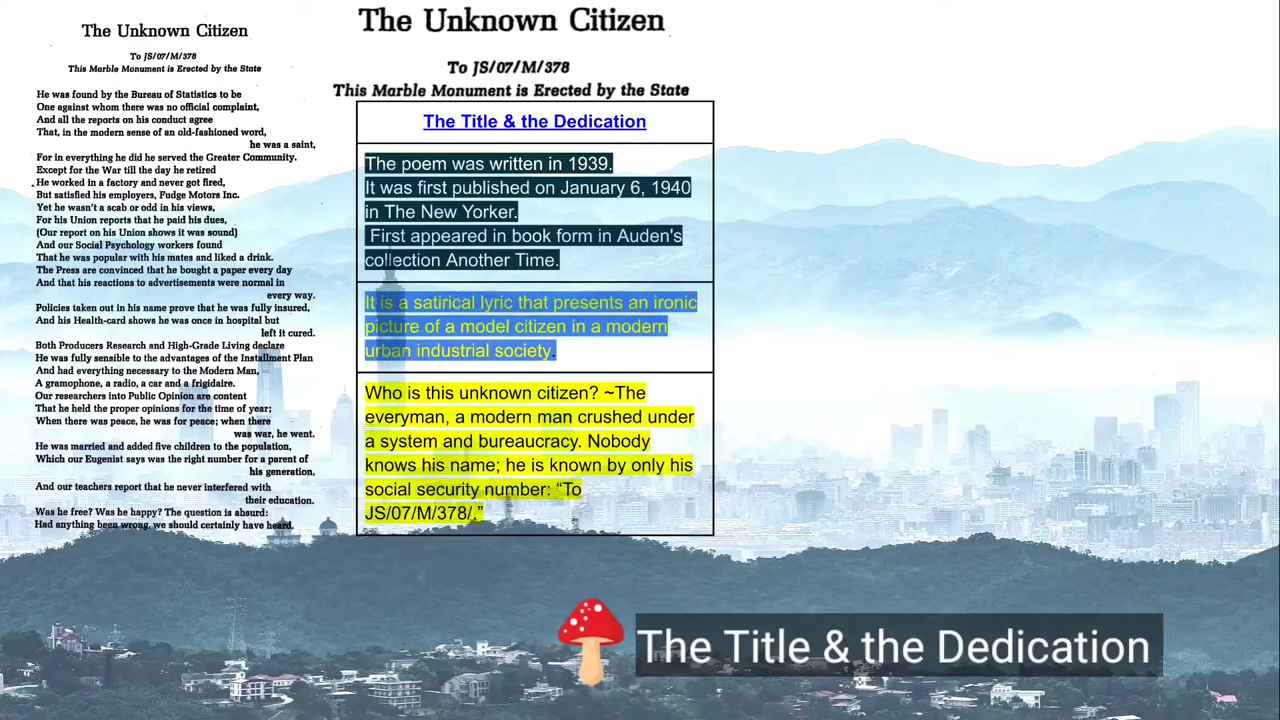 The Unknown Citizen
To JS/07/M/378
This Marble Monument is Erected by the State
He was found by the Bureau of Statistics to be
One against whom there was no official complaint,
And all the reports on his conduct agree
That, in the modern sense of an old-fashioned word,
he was a saint,
For in everything he did he served the Greater Community.
Except for the War till the day he retired
He worked in a factory and never got fired,
But satisfied his employers, Fudge Motors Inc.
Yet he wasn't a scab or odd in his views,
For his Union reports that he paid his dues,
(Our report on his Union shows it was sound)
And our Social Psychology workers found
That he was popular with his mates and liked a drink.
The Press are convinced that he bought a paper every day
And that his reactions to advertisements were normal in
every way.
Policies taken out in his name prove that he was fully insured,
And his Health-card shows he was once in hospital but
left it cured.
Both Producers Research and High-Grade Living declare
He was fully sensible to the advantages of the Installment Plan
And had everything necessary to the Modern Man,
A gramophone, a radio, a car and a frigidaire.
Our researchers into Public Opinion are content
That he held the proper opinions for the time of year;
When there was peace, he was for peace; when there
was war, he went.
He was married and added five children to the population,
Which our Eugenist says was the right number for a parent of
his generation,
And our teachers report that he never interfered with
their education.
Was he free? Was he happy? The question is absurd:
Had anything been wrong, we should certainly have heard.
The Unknown Citizen
To JS/07/M/378
This Marble Monument is Erected by the State
The Title & the Dedication
The poem was written in 1939.
It was first published on January 6, 1940
in The New Yorker.
First appeared in book form in Auden's
collection Another Time.
It is a satirical lyric that presents an ironic
picture of a model citizen in a modern
urban industrial society.
Who is this unknown citizen? ~The
everyman, a modern man crushed under
a system and bureaucracy. Nobody
knows his name; he is known by only his
social security number: “To
JS/07/M/378/.”
The Title & the Dedication